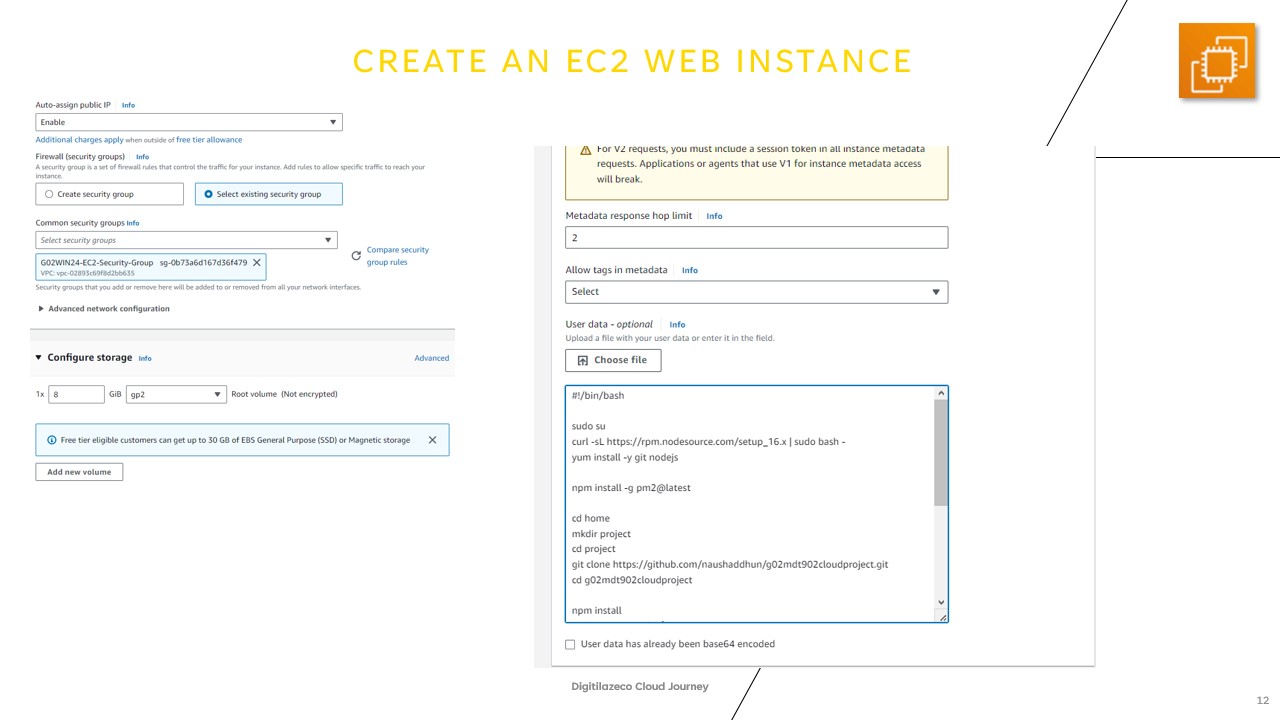 CREATE AN EC2 WEB INSTANCE
Auto-assign public IP Info
Enable
Additional charges apply when outside of free tier allowance
Firewall (security groups) Info
A security group is a set of firewall rules that control the traffic for your instance. Add rules to allow specific traffic to reach your
instance.
Create security group
Select existing security group
Common security groups Info
Select security groups
G02WIN24-EC2-Security-Group sg-0b73a6d167d36f479
VPC: vpc-02893c69f8d2bb635
Compare security
group rules
Security groups that you add or remove here will be added to or removed from all your network interfaces.
Advanced network configuration
Configure storage Info
Advanced
1x 8 GiB gp2 Root volume (Not encrypted)
Free tier eligible customers can get up to 30 GB of EBS General Purpose (SSD) or Magnetic storage
Add new volume
For V2 requests, you must include a session token in all instance metadata
requests. Applications or agents that use V1 for instance metadata access
will break.
Metadata response hop limit Info
2
Allow tags in metadata Info
Select
User data - optional Info
Upload a file with your user data or enter it in the field.
Choose file
#!/bin/bash
sudo su
curl -sL https://rpm.nodesource.com/setup_16.x | sudo bash -
yum install -y git nodejs
npm install -g pm2@latest
cd home
mkdir project
cd project
git clone https://github.com/naushaddhun/g02mdt902cloudproject.git
cd g02mdt902cloudproject
npm install
User data has already been base64 encoded
Digitilazeco Cloud Journey
12